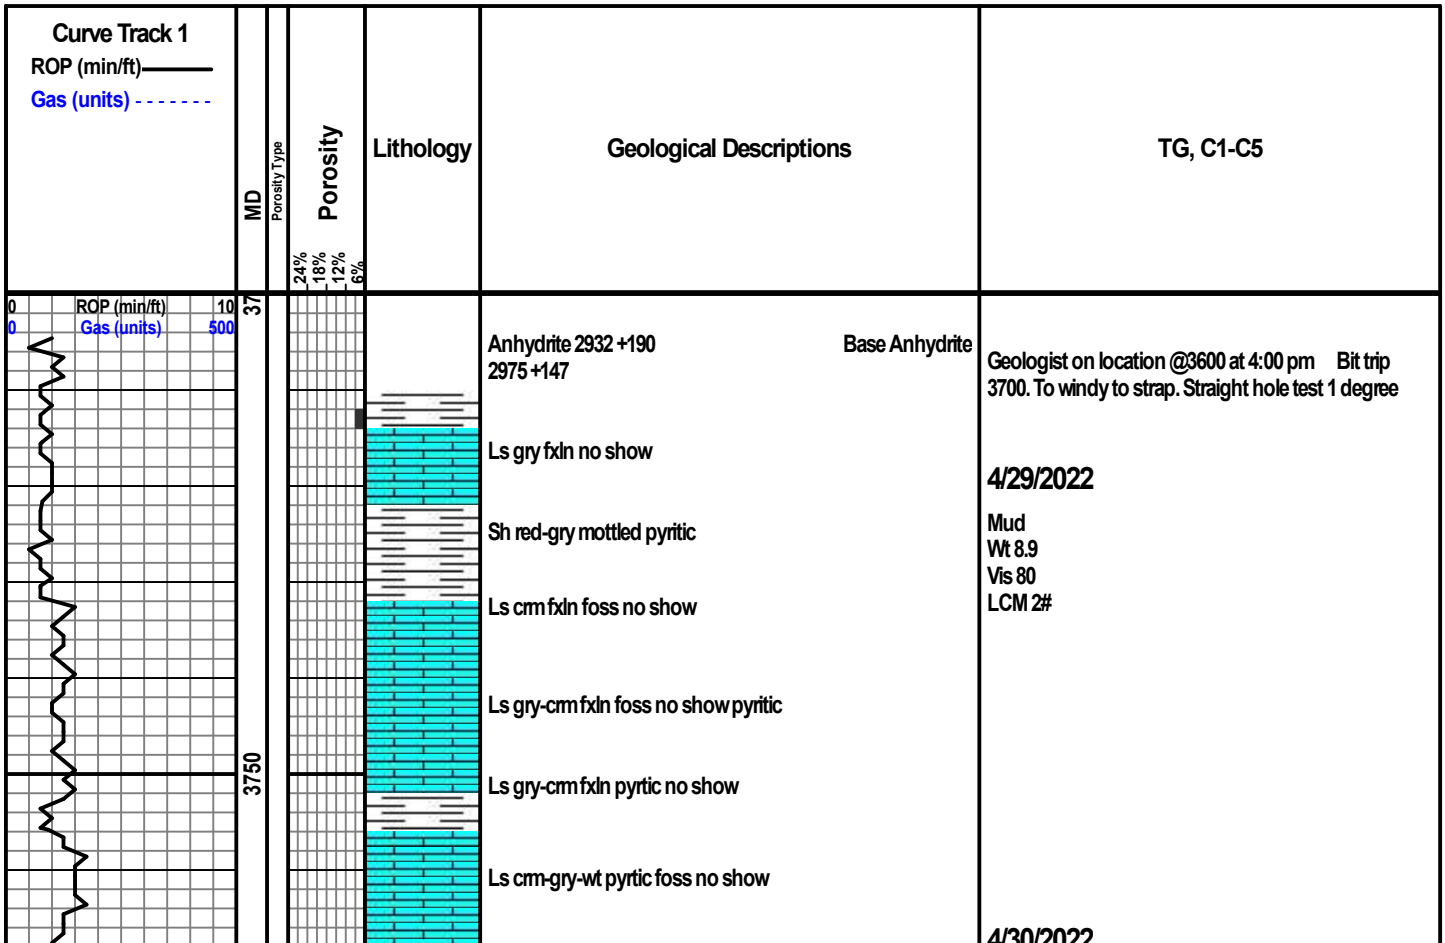 Curve Track 1
ROP (min/ft)
Gas (units)
MD
Porosity Type
Porosity
24%
18%
12%
6%
Lithology
Geological Descriptions
TG, C1-C5
0 ROP (min/ft) 10
0 Gas (units) 500
37
Anhydrite 2932 +190 Base Anhydrite
2975 +147
Geologist on location @3600 at 4:00 pm Bit trip
3700. To windy to strap. Straight hole test 1 degree
Ls gry fxln no show
4/29/2022
Sh red-gry mottled pyritic
Mud
Wt 8.9
Vis 80
LCM 2#
Ls crm fxln foss no show
Ls gry-crm fxln foss no show pyritic
3750
Ls gry-crm fxln pyrtic no show
Ls crm-gry-wt pyrtic foss no show
4/30/2022